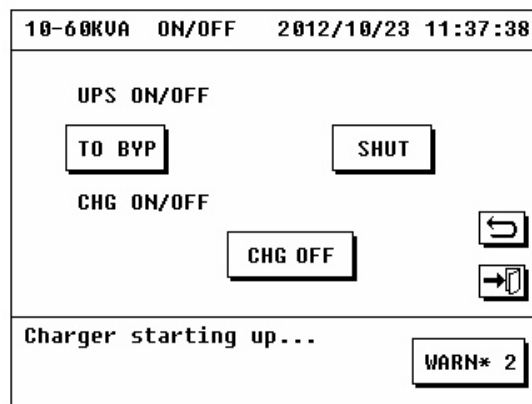 10-60KVA ON/OFF 2012/10/23 11:37:38
UPS ON/OFF
TO BYP SHUT
CHG ON/OFF
CHG OFF
Charger starting up...
WARN* 2